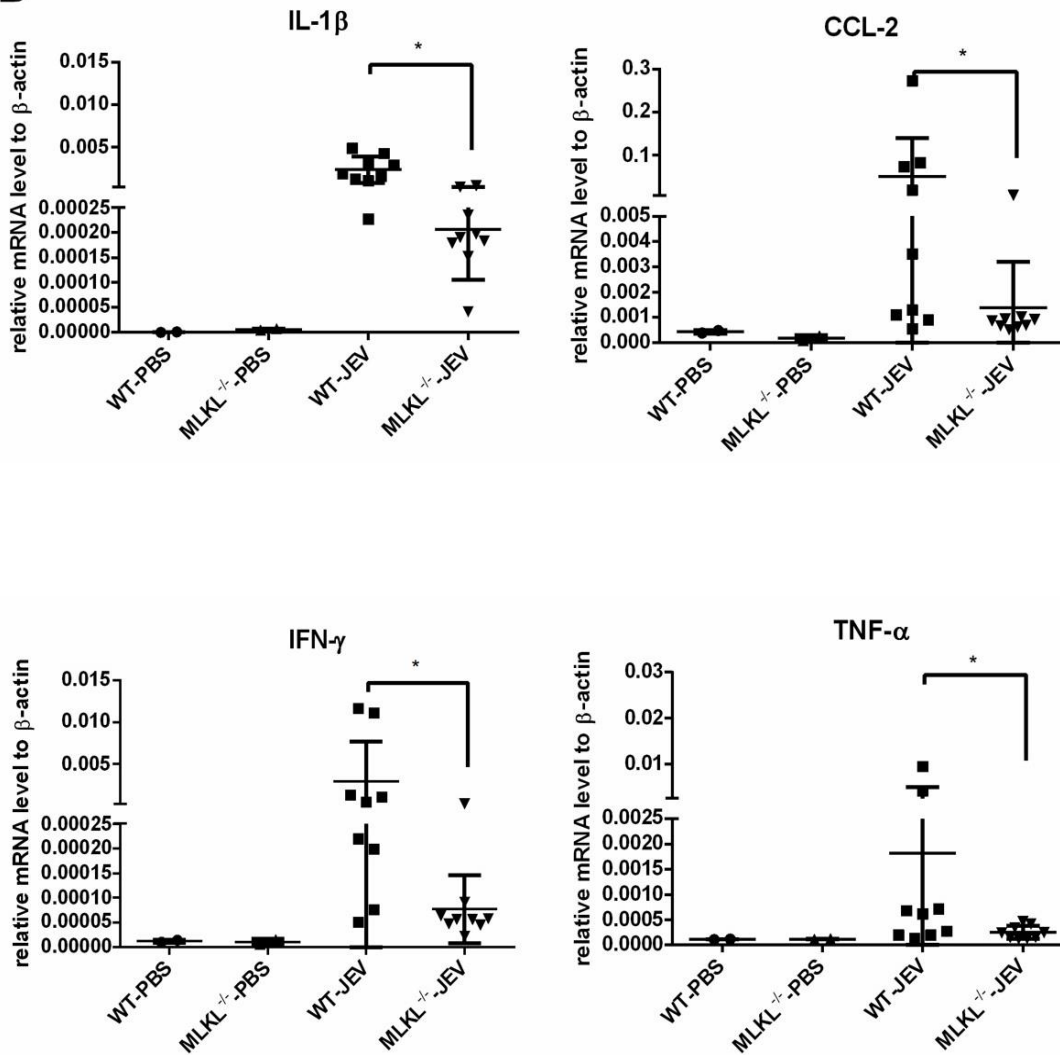 IL-1β
*
relative mRNA level to β-actin
0.015
0.010
0.005
0.00025
0.00020
0.00015
0.00010
0.00005
0.00000
WT-PBS
MLKL-/--PBS
WT-JEV
MLKL-/--JEV
CCL-2
*
relative mRNA level to β-actin
0.3
0.2
0.1
0.005
0.004
0.003
0.002
0.001
0.000
WT-PBS
MLKL-/--PBS
WT-JEV
MLKL-/--JEV
IFN-γ
*
relative mRNA level to β-actin
0.015
0.010
0.005
0.00025
0.00020
0.00015
0.00010
0.00005
0.00000
WT-PBS
MLKL-/--PBS
WT-JEV
MLKL-/--JEV
TNF-α
*
relative mRNA level to β-actin
0.03
0.02
0.01
0.0025
0.0020
0.0015
0.0010
0.0005
0.0000
WT-PBS
MLKL-/--PBS
WT-JEV
MLKL-/--JEV